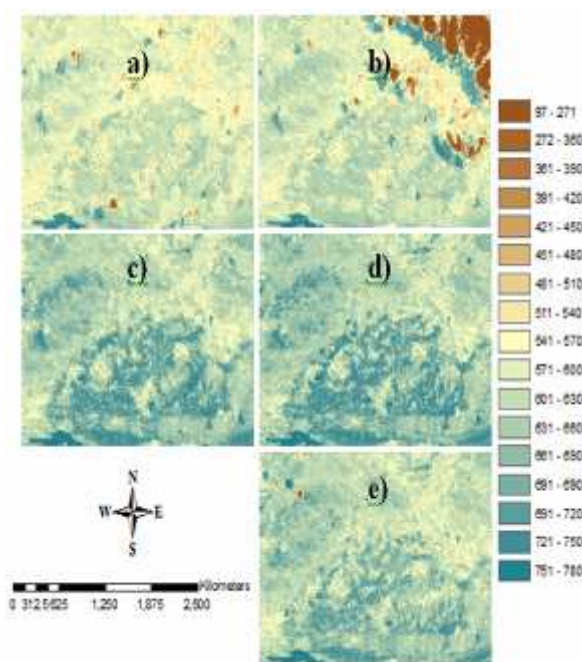 a)
b)
c)
d)
e)
97 - 271
272 - 360
361 - 390
391 - 420
421 - 450
451 - 480
481 - 510
511 - 540
541 - 570
571 - 600
601 - 630
631 - 660
691 - 720
721 - 750
751 - 780
N
W E
S
Kilometers
0 312.5625 1,250 1,875 2,500